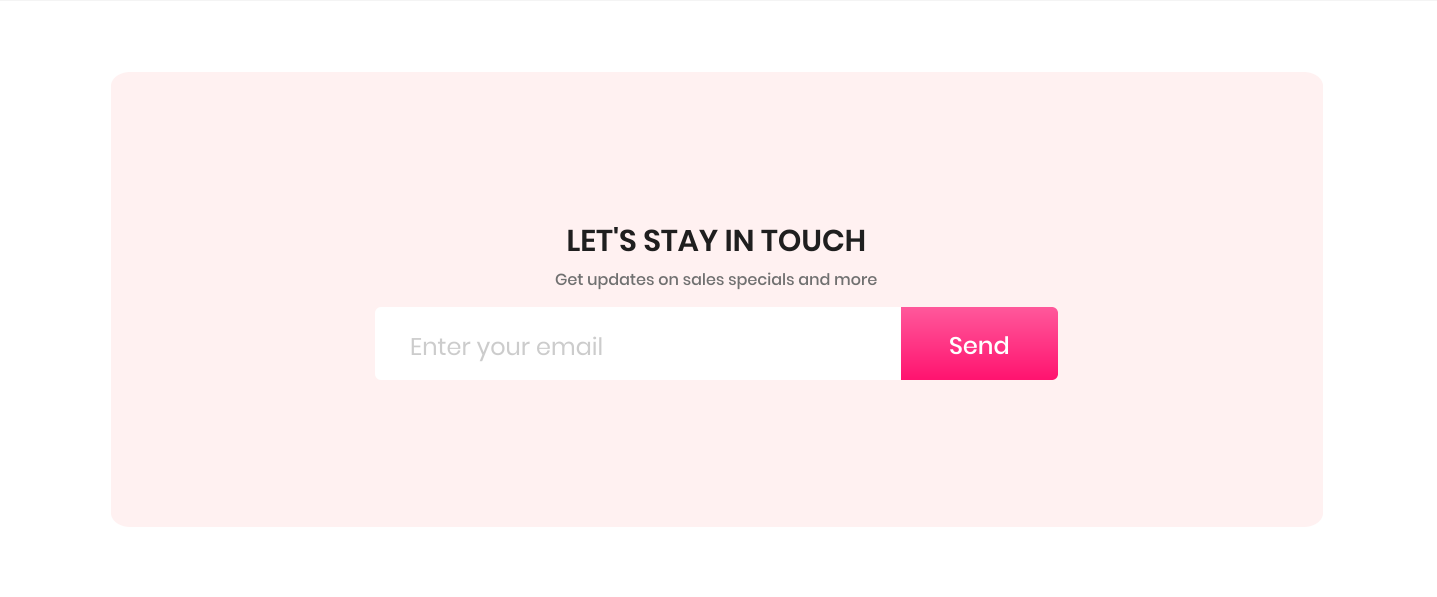 LET'S STAY IN TOUCH
Get updates on sales specials and more
Enter your email
Send